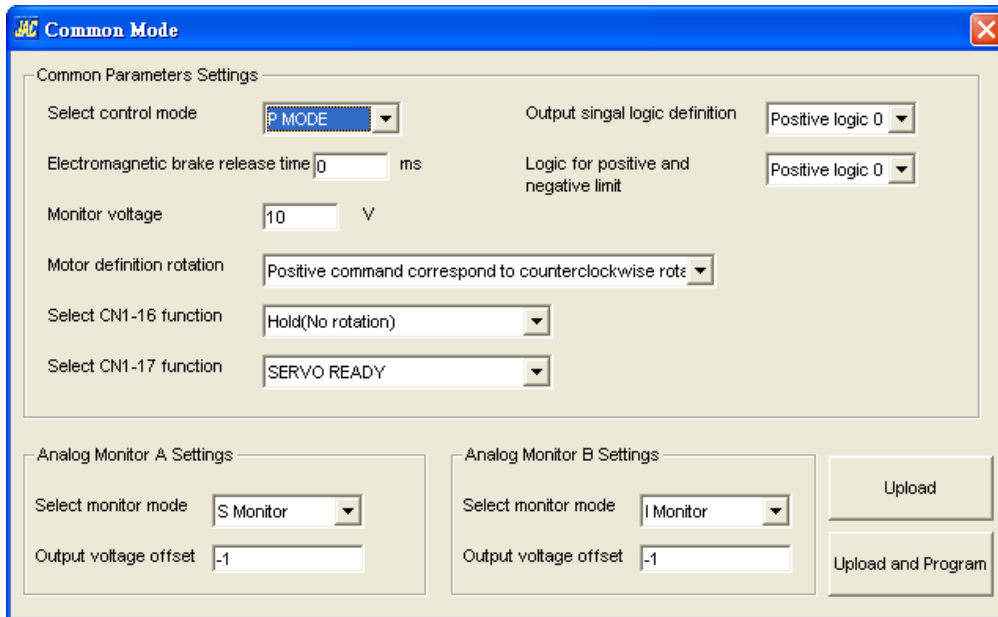 JAC Common Mode
Common Parameters Settings
Select control mode
P MODE
Output singal logic definition
Positive logic 0
Electromagnetic brake release time
0
ms
Logic for positive and
negative limit
Positive logic 0
Monitor voltage
10
V
Motor definition rotation
Positive command correspond to counterclockwise rota
Select CN1-16 function
Hold(No rotation)
Select CN1-17 function
SERVO READY
Analog Monitor A Settings
Select monitor mode
S Monitor
Output voltage offset
-1
Analog Monitor B Settings
Select monitor mode
I Monitor
Output voltage offset
-1
Upload
Upload and Program